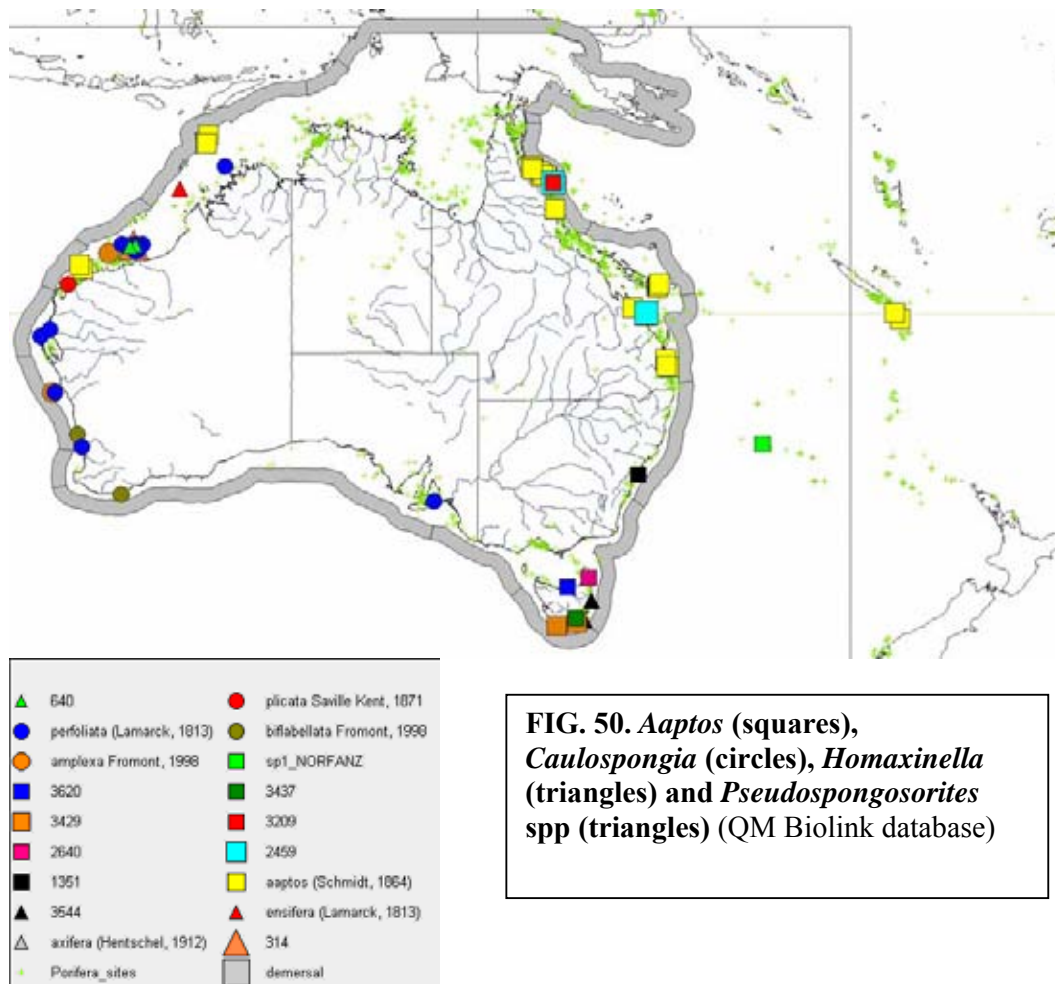 640
plicata Saville Kent, 1871
perfoliata (Lamarck, 1813)
biflabellata Fromont, 1998
amplexa Fromont, 1998
sp1_NORFANZ
3620
3437
3429
3209
2640
2459
1351
aaptos (Schmidt, 1864)
3544
ensifera (Lamarck, 1813)
axifera (Hentschel, 1912)
314
Porifera_sites
demersal
FIG. 50. Aaptos (squares),
Caulospongia (circles), Homaxinella
(triangles) and Pseudospongosorites
spp (triangles) (QM Biolink database)